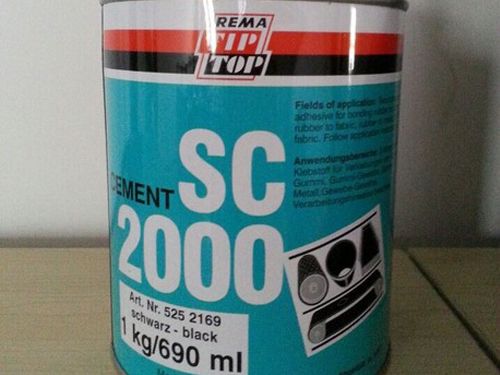 REMA
TIP
TOP
Fields of application:
adhesive for bonding
rubber to fabric,
fabric. Follow
Anwendungsbereiche:
Klebstoff für
Gummi,
CEMENT
SC
2000
Art. Nr. 525 2169
schwarz - black
1 kg/690 ml